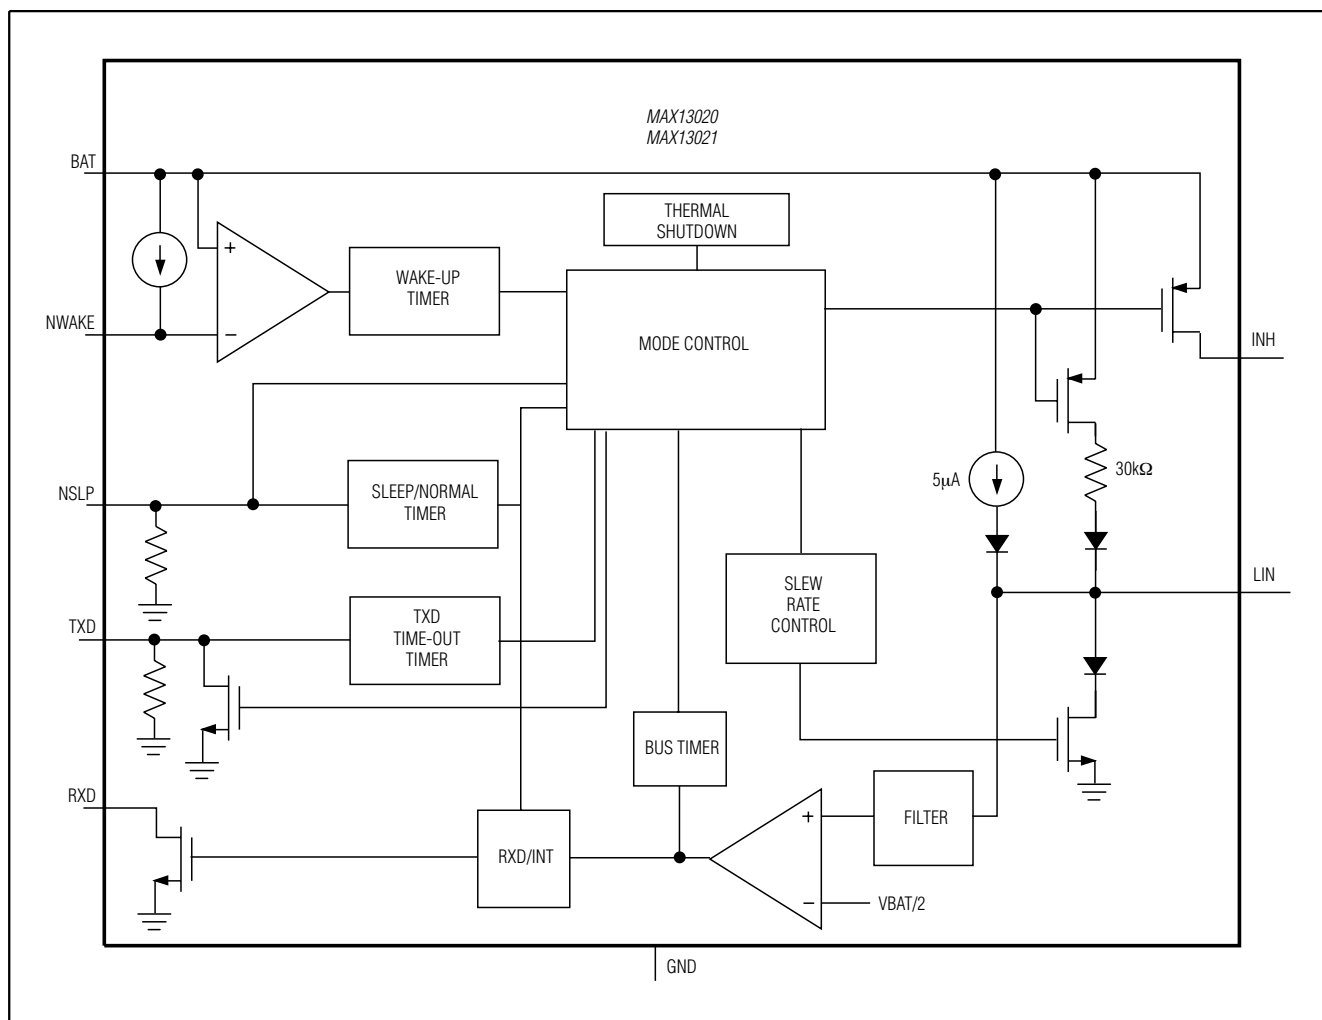 MAX13020
MAX13021
BAT
THERMAL
SHUTDOWN
+
WAKE-UP
TIMER
NWAKE
−
MODE CONTROL
INH
NSLP
SLEEP/NORMAL
TIMER
5μA
30kΩ
SLEW
RATE
CONTROL
LIN
TXD
TXD
TIME-OUT
TIMER
BUS TIMER
RXD
RXD/INT
+
FILTER
−
VBAT/2
GND